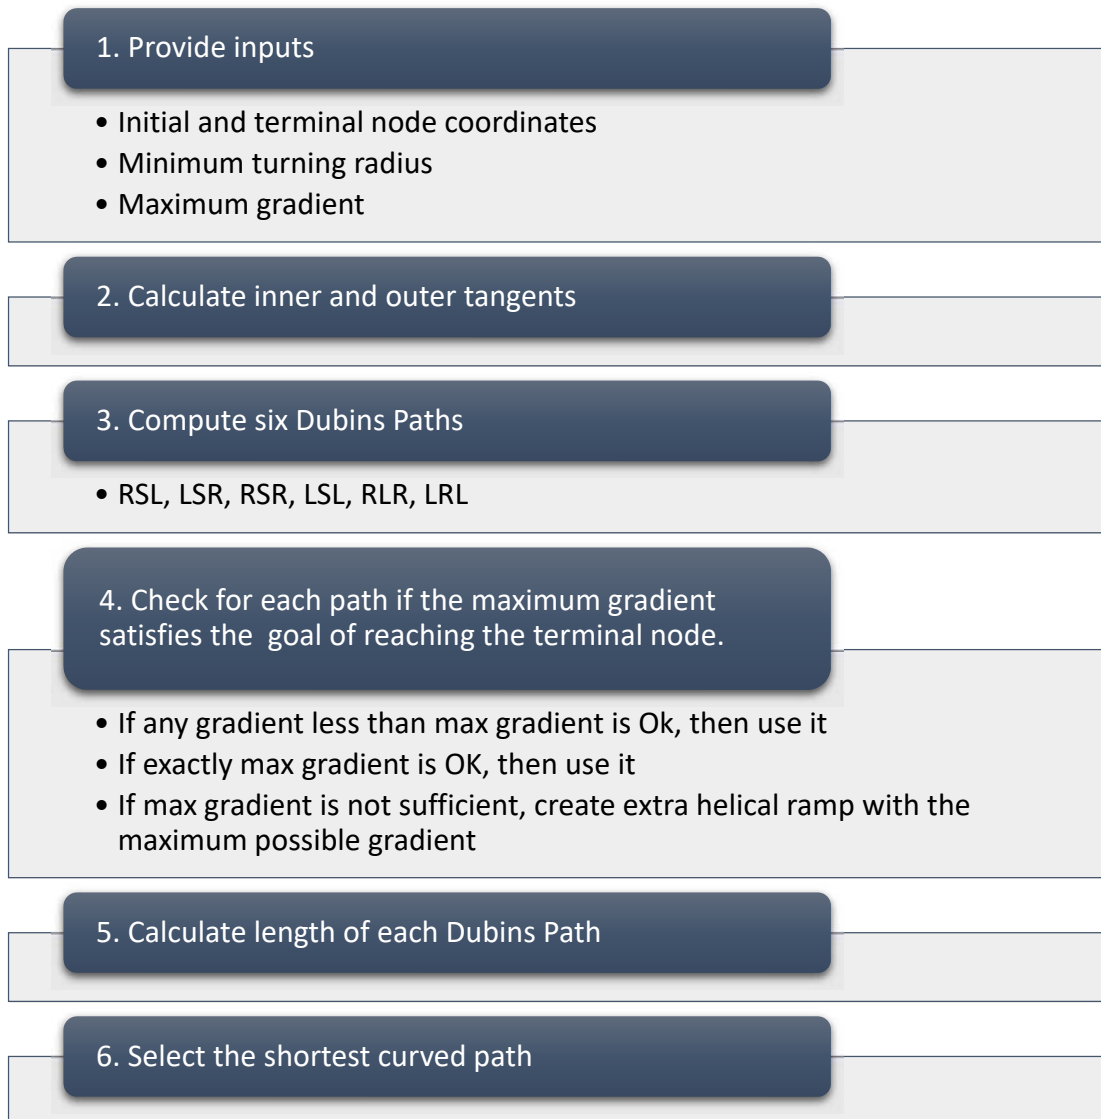 1. Provide inputs
• Initial and terminal node coordinates
• Minimum turning radius
• Maximum gradient
2. Calculate inner and outer tangents
3. Compute six Dubins Paths
• RSL, LSR, RSR, LSL, RLR, LRL
4. Check for each path if the maximum gradient
satisfies the goal of reaching the terminal node.
• If any gradient less than max gradient is Ok, then use it
• If exactly max gradient is OK, then use it
• If max gradient is not sufficient, create extra helical ramp with the
maximum possible gradient
5. Calculate length of each Dubins Path
6. Select the shortest curved path